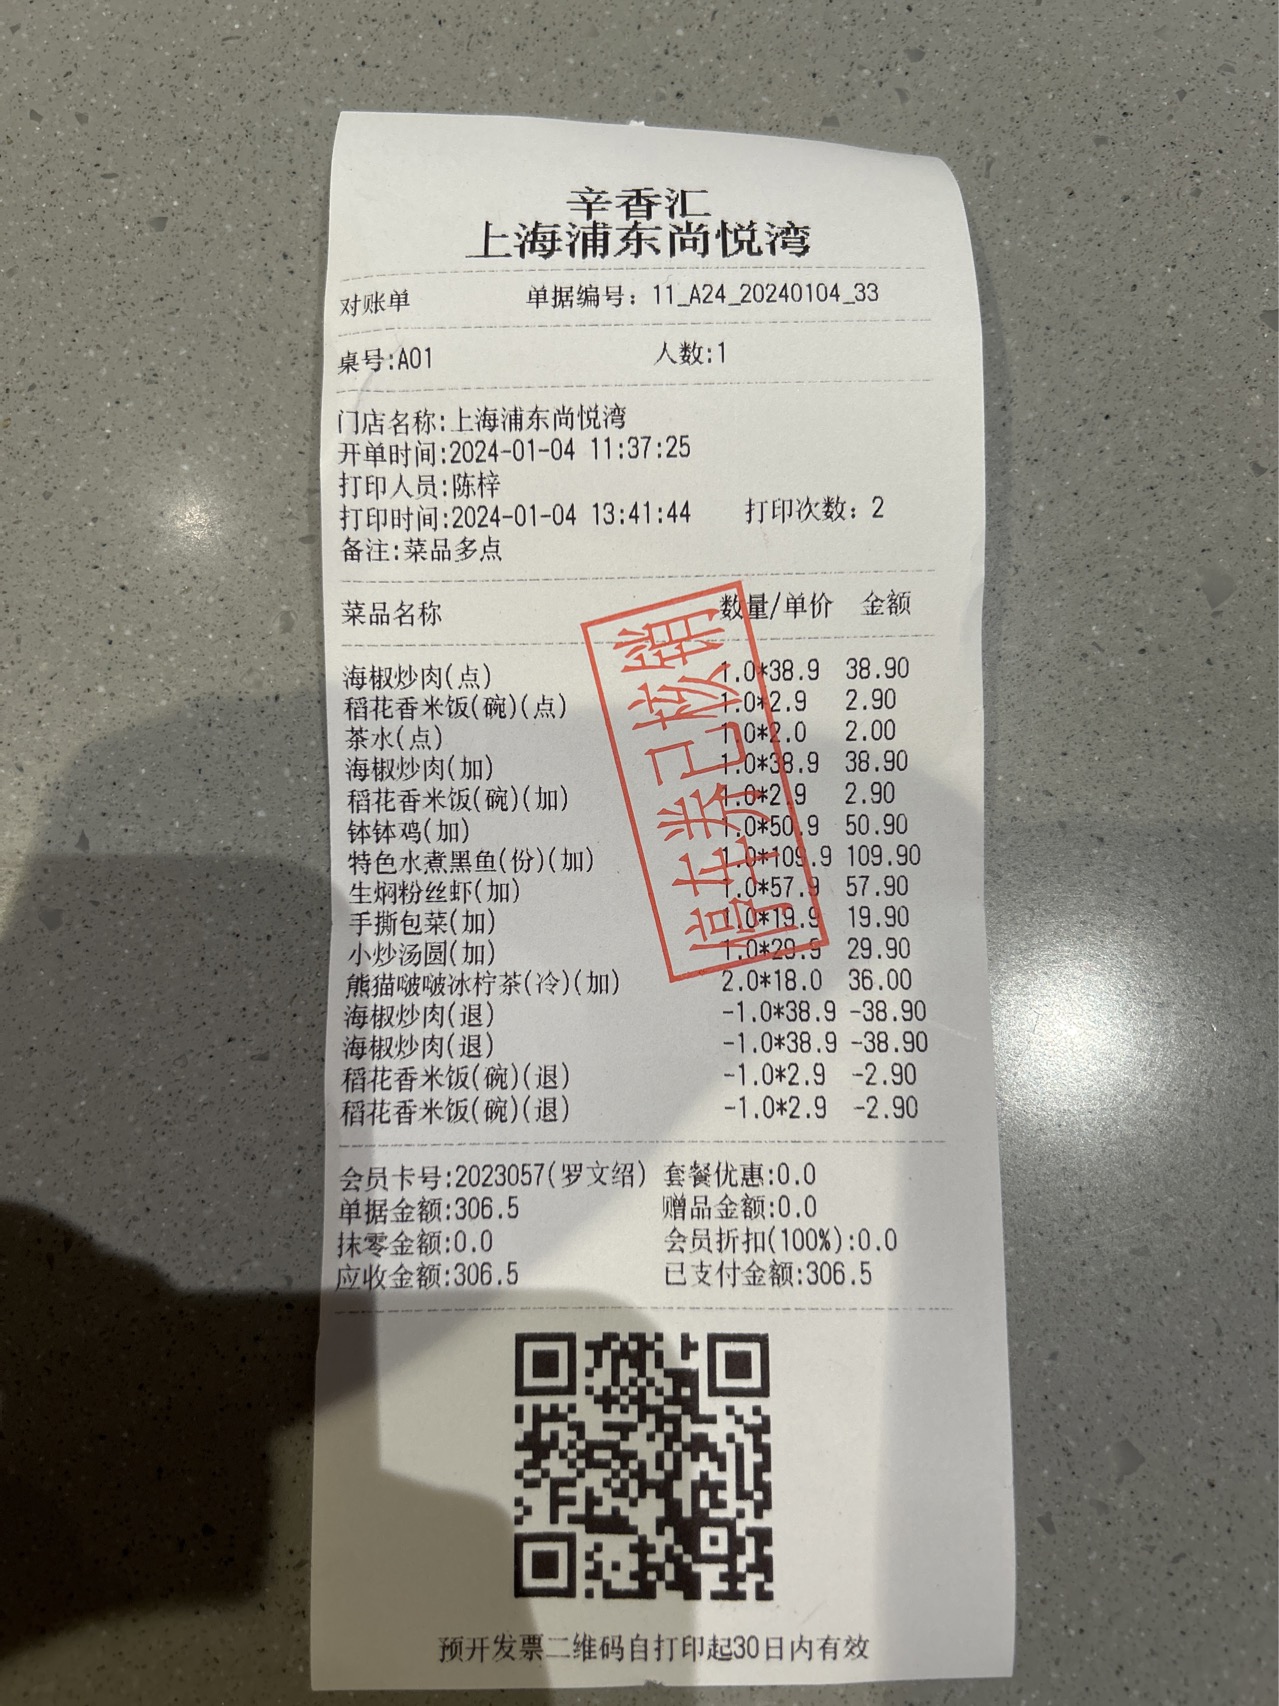 辛香汇
上海浦东尚悦湾
对账单 单据编号：11_A24_20240104_33
桌号:A01 人数:1
门店名称:上海浦东尚悦湾
开单时间:2024-01-04 11:37:25
打印人员:陈梓
打印时间:2024-01-04 13:41:44 打印次数：2
备注:菜品多点
菜品名称 数量/单价 金额
海椒炒肉(点) 1.0*38.9 38.90
稻花香米饭(碗)(点) 1.0*2.9 2.90
茶水(点) 1.0*2.0 2.00
海椒炒肉(加) 1.0*38.9 38.90
稻花香米饭(碗)(加) 1.0*2.9 2.90
钵钵鸡(加) 1.0*50.9 50.90
特色水煮黑鱼(份)(加) 1.0*109.9 109.90
生焖粉丝虾(加) 1.0*57.9 57.90
手撕包菜(加) 1.0*19.9 19.90
小炒汤圆(加) 1.0*29.9 29.90
熊猫啵啵冰柠茶(冷)(加) 2.0*18.0 36.00
海椒炒肉(退) -1.0*38.9 -38.90
海椒炒肉(退) -1.0*38.9 -38.90
稻花香米饭(碗)(退) -1.0*2.9 -2.90
稻花香米饭(碗)(退) -1.0*2.9 -2.90
停车券已核销
会员卡号:2023057(罗文绍) 套餐优惠:0.0
单据金额:306.5 赠品金额:0.0
抹零金额:0.0 会员折扣(100%):0.0
应收金额:306.5 已支付金额:306.5
预开发票二维码自打印起30日内有效